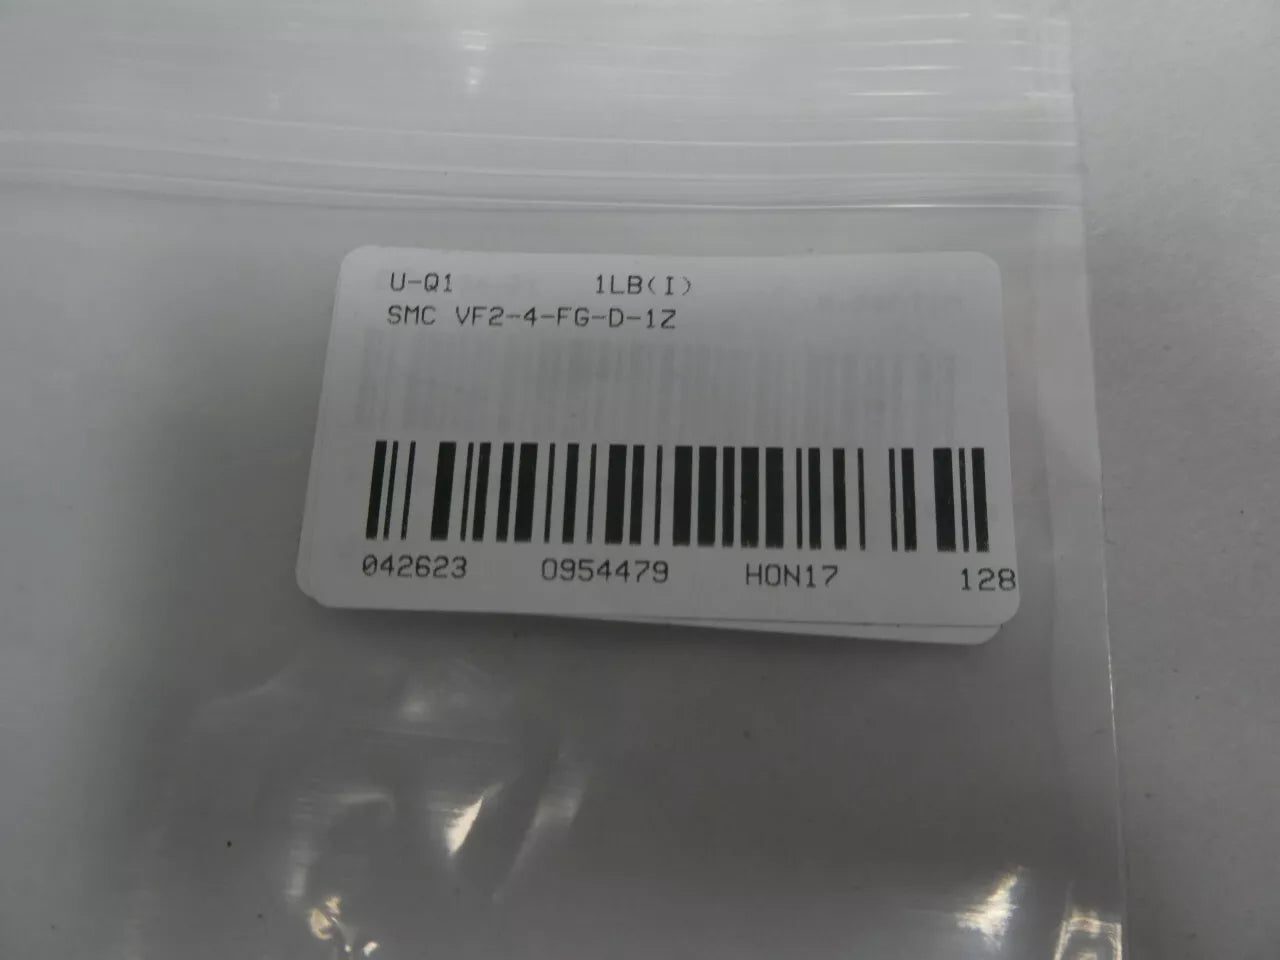 U-Q1 1LB(I)
SMC VF2-4-FG-D-1Z
042623 0954479 HON17 128